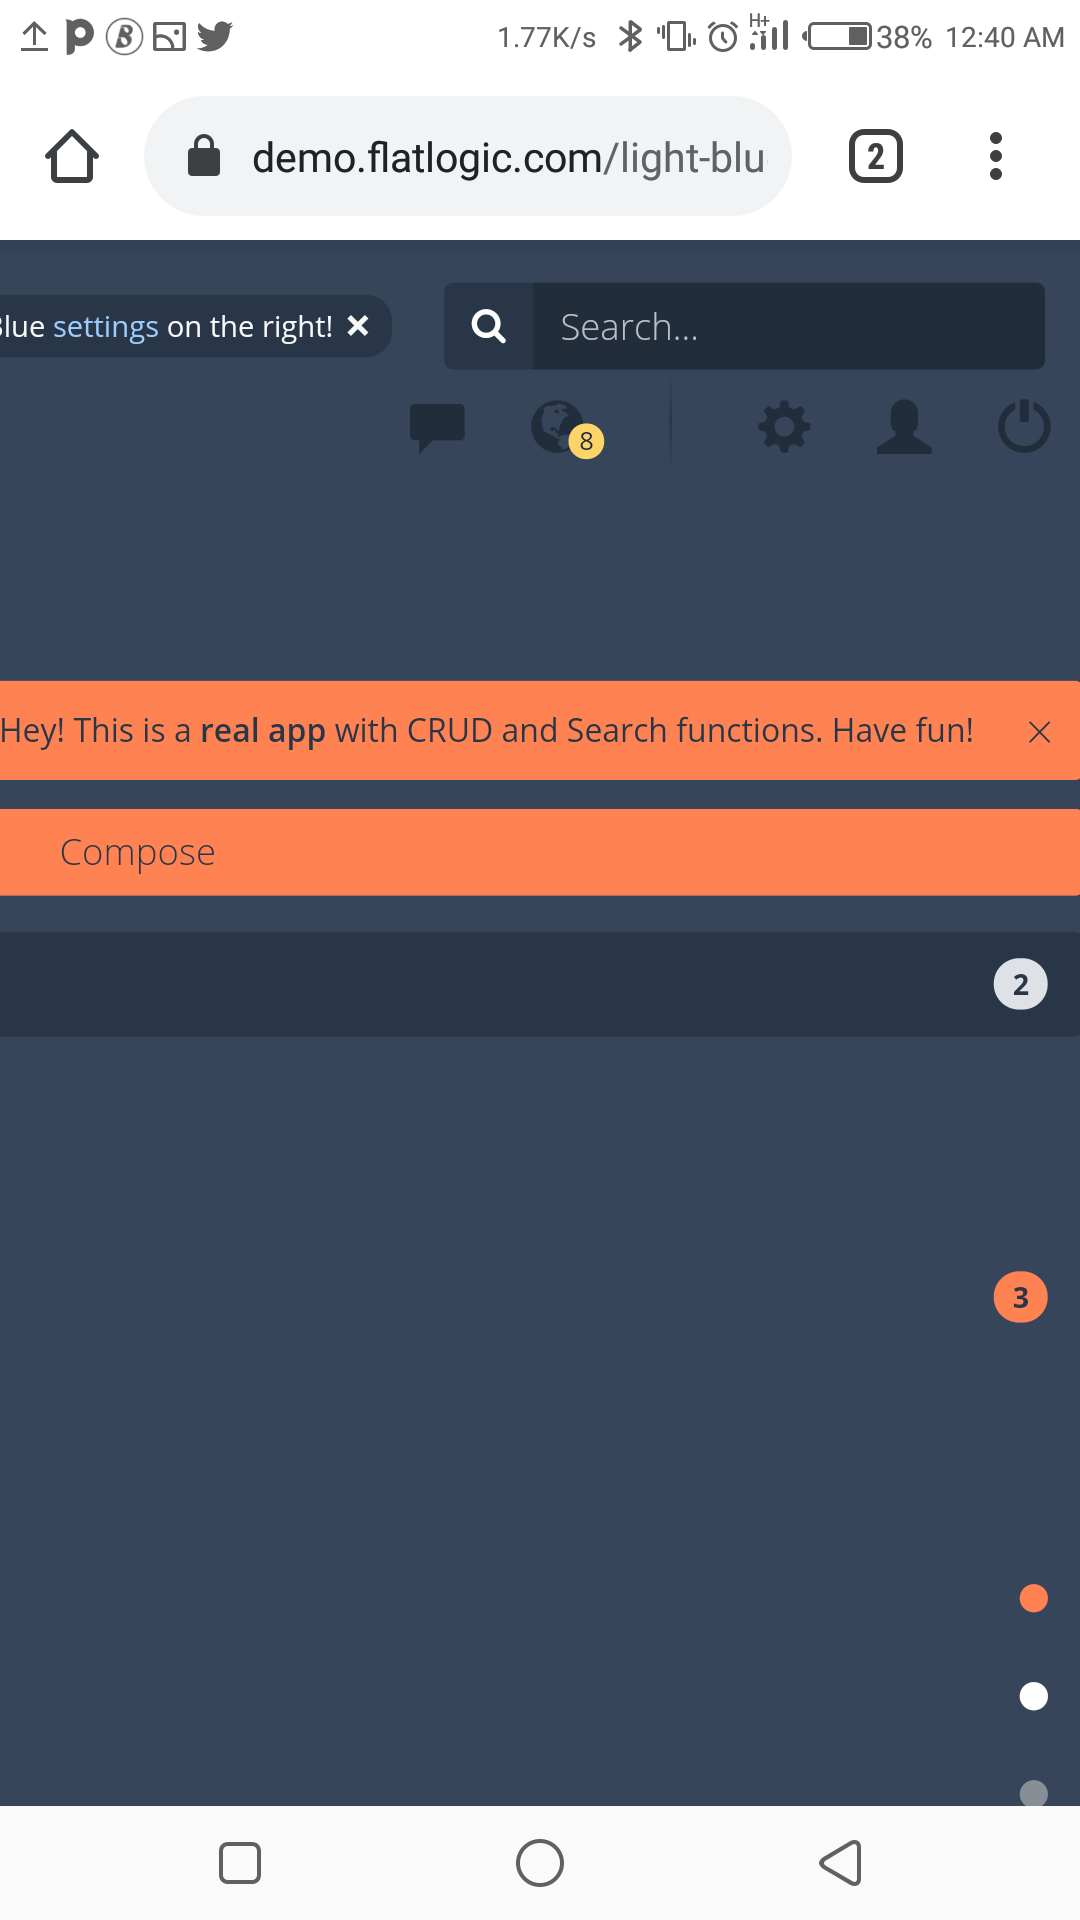 1.77K/s H+ 38% 12:40 AM
demo.flatlogic.com/light-blu
2
Blue settings on the right! ×
Search...
8
Hey! This is a real app with CRUD and Search functions. Have fun! ×
Compose
2
3